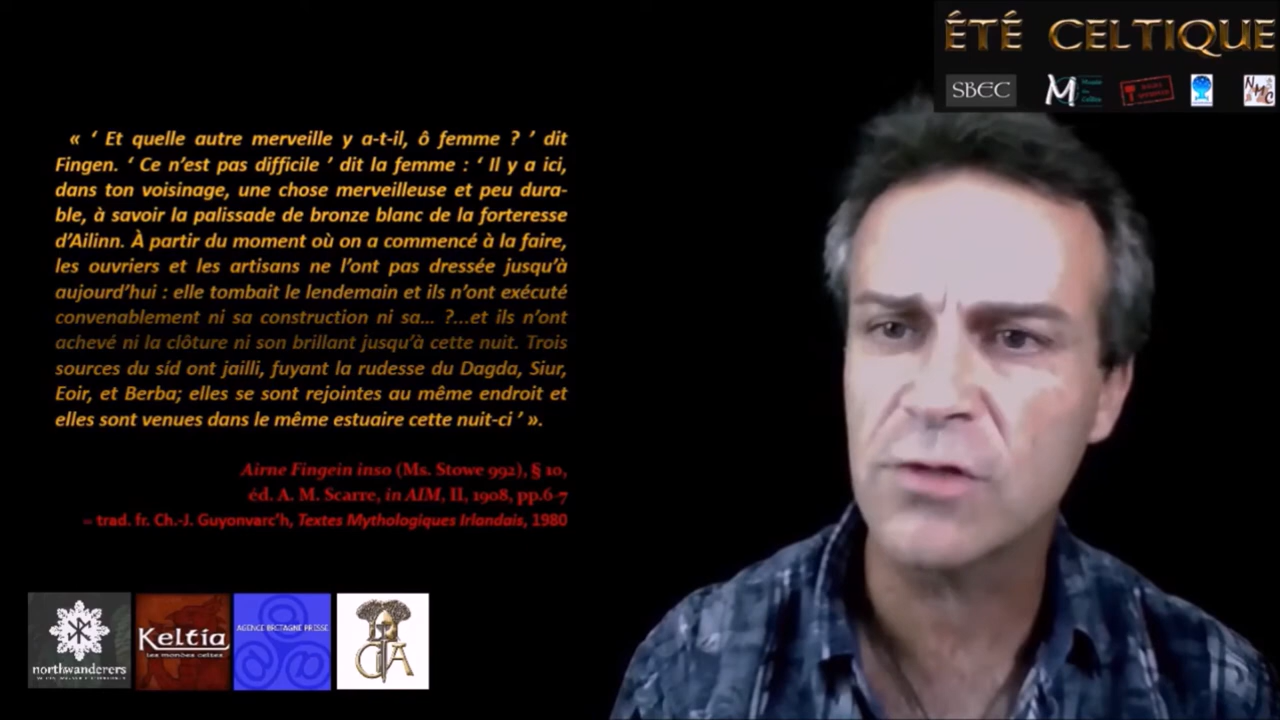 ÉTÉ CELTIQUE
SBEC
« ‘ Et quelle autre merveille y a-t-il, ô femme ? ’ dit
Fingen. ‘ Ce n’est pas difficile ’ dit la femme : ‘ Il y a ici,
dans ton voisinage, une chose merveilleuse et peu dura-
ble, à savoir la palissade de bronze blanc de la forteresse
d’Ailinn. À partir du moment où on a commencé à la faire,
les ouvriers et les artisans ne l’ont pas dressée jusqu’à
aujourd’hui : elle tombait le lendemain et ils n’ont exécuté
convenablement ni sa construction ni sa... ?...et ils n’ont
achevé ni la clôture ni son brillant jusqu’à cette nuit. Trois
sources du síd ont jailli, fuyant la rudesse du Dagda, Siur,
Eoir, et Berba; elles se sont rejointes au même endroit et
elles sont venues dans le même estuaire cette nuit-ci ’ ».
Airne Fingein inso (Ms. Stowe 992), § 10,
éd. A. M. Scarre, in AIM, II, 1908, pp.6-7
= trad. fr. Ch.-J. Guyonvarc’h, Textes Mythologiques Irlandais, 1980
northwanderers
Keltia
les mondes celtes
AGENCE BRETAGNE PRESSE